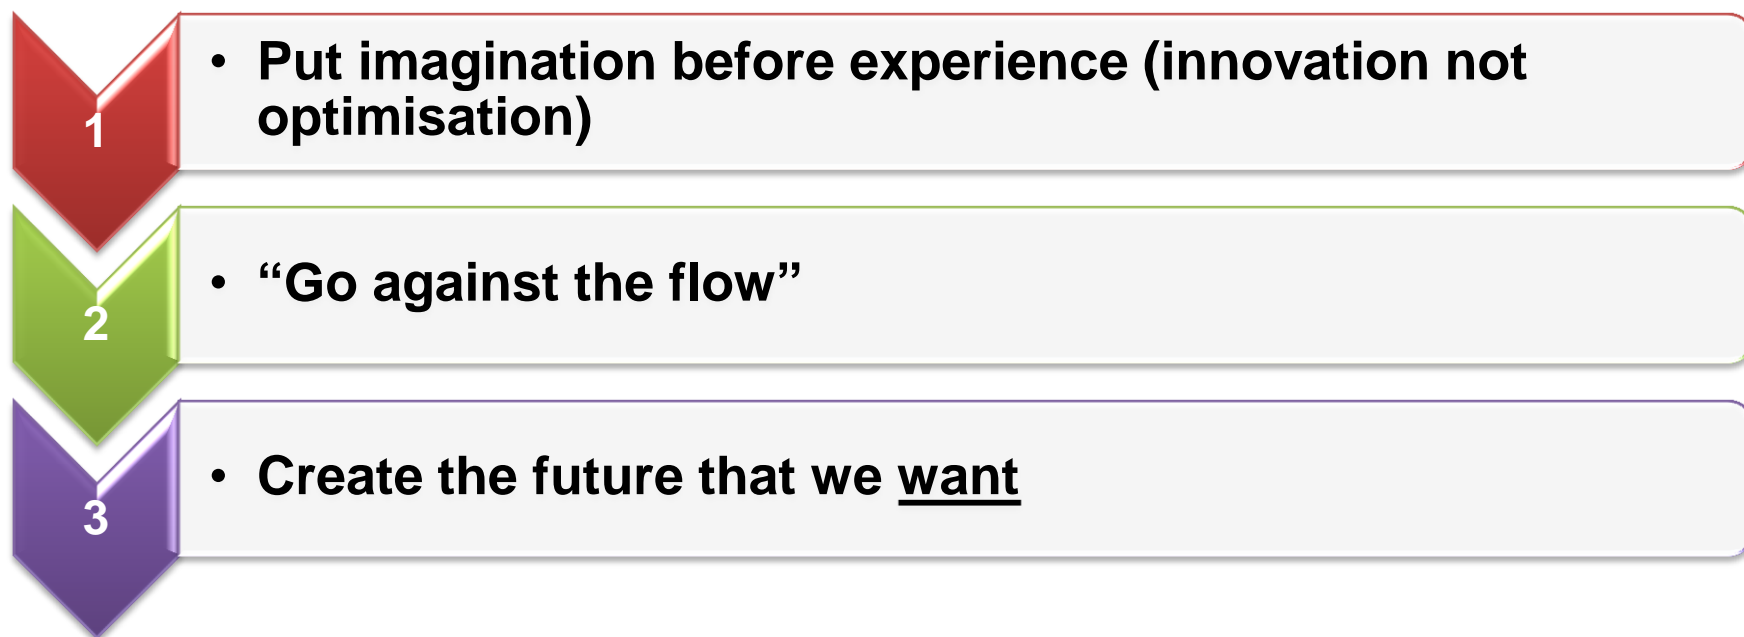 1
• Put imagination before experience (innovation not
optimisation)
2
• “Go against the flow”
3
• Create the future that we want